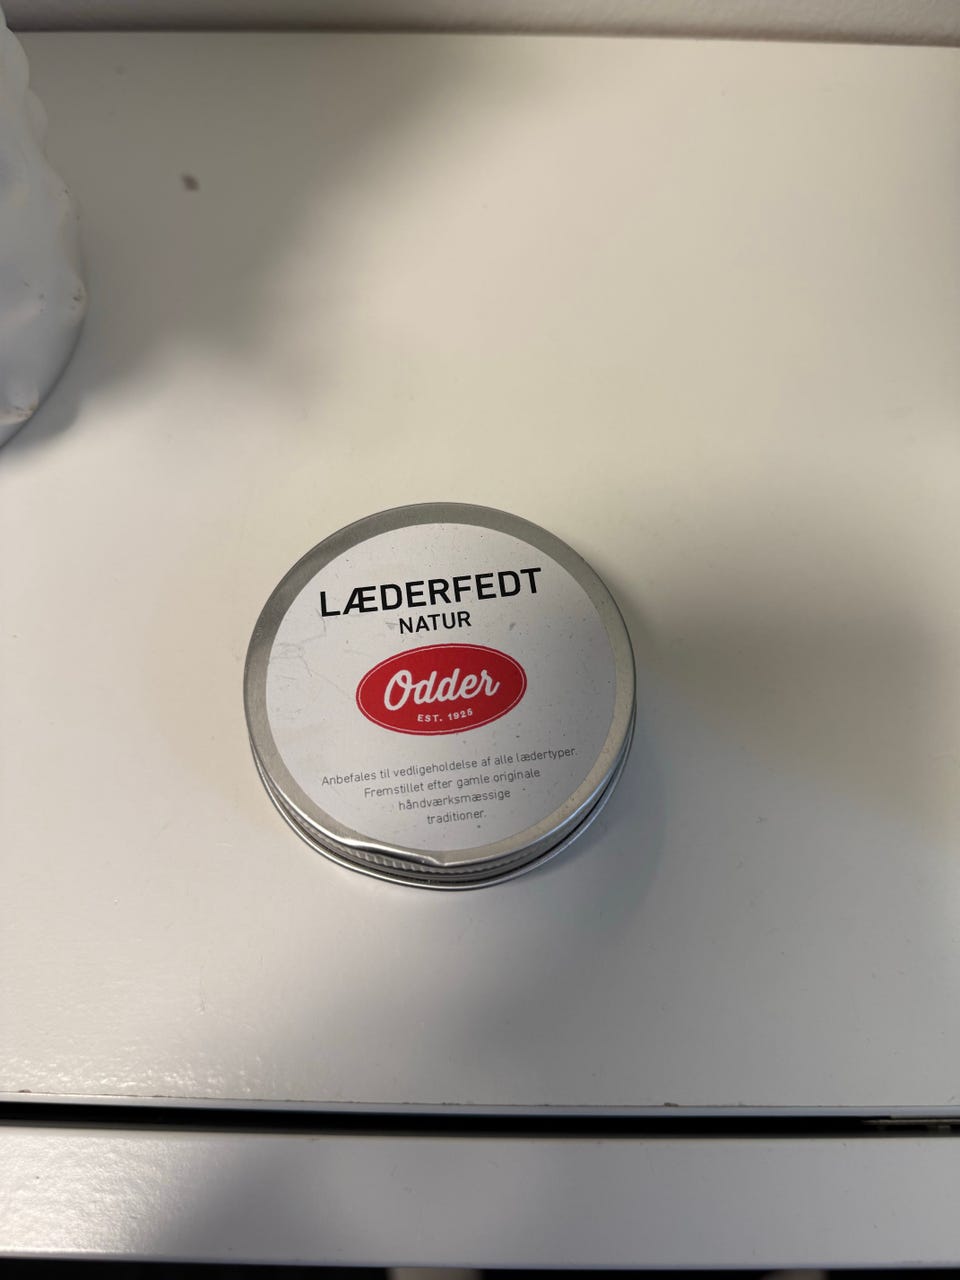 LÆDERFEDT
NATUR
Odder
EST. 1925
Anbefales til vedligeholdelse af alle lædertyper.
Fremstillet efter gamle originale
håndværksmæssige
traditioner.